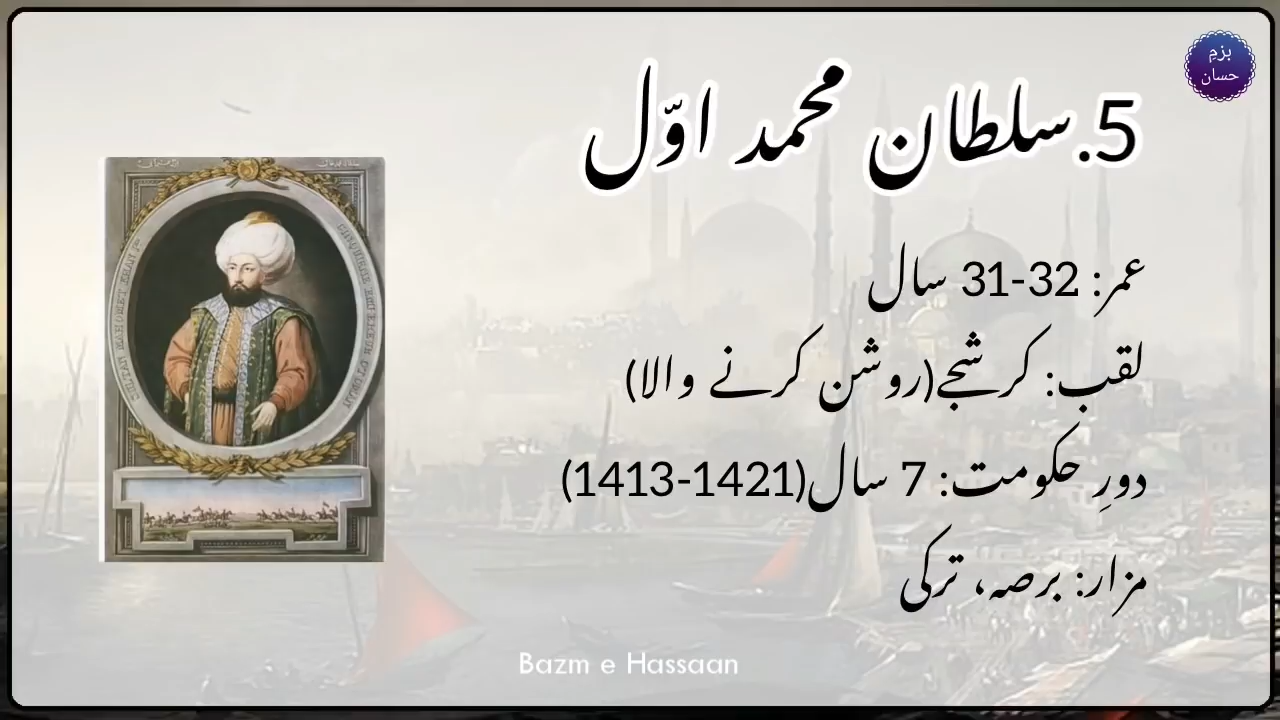 5.سلطان محمد اوّل
بزمِ
حسان
عمر: 32-31 سال
لقب: کرشجے(روشن کرنے والا)
دورِ حکومت: 7 سال(1421-1413)
مزار: برصہ، ترکی
Bazm e Hassaan